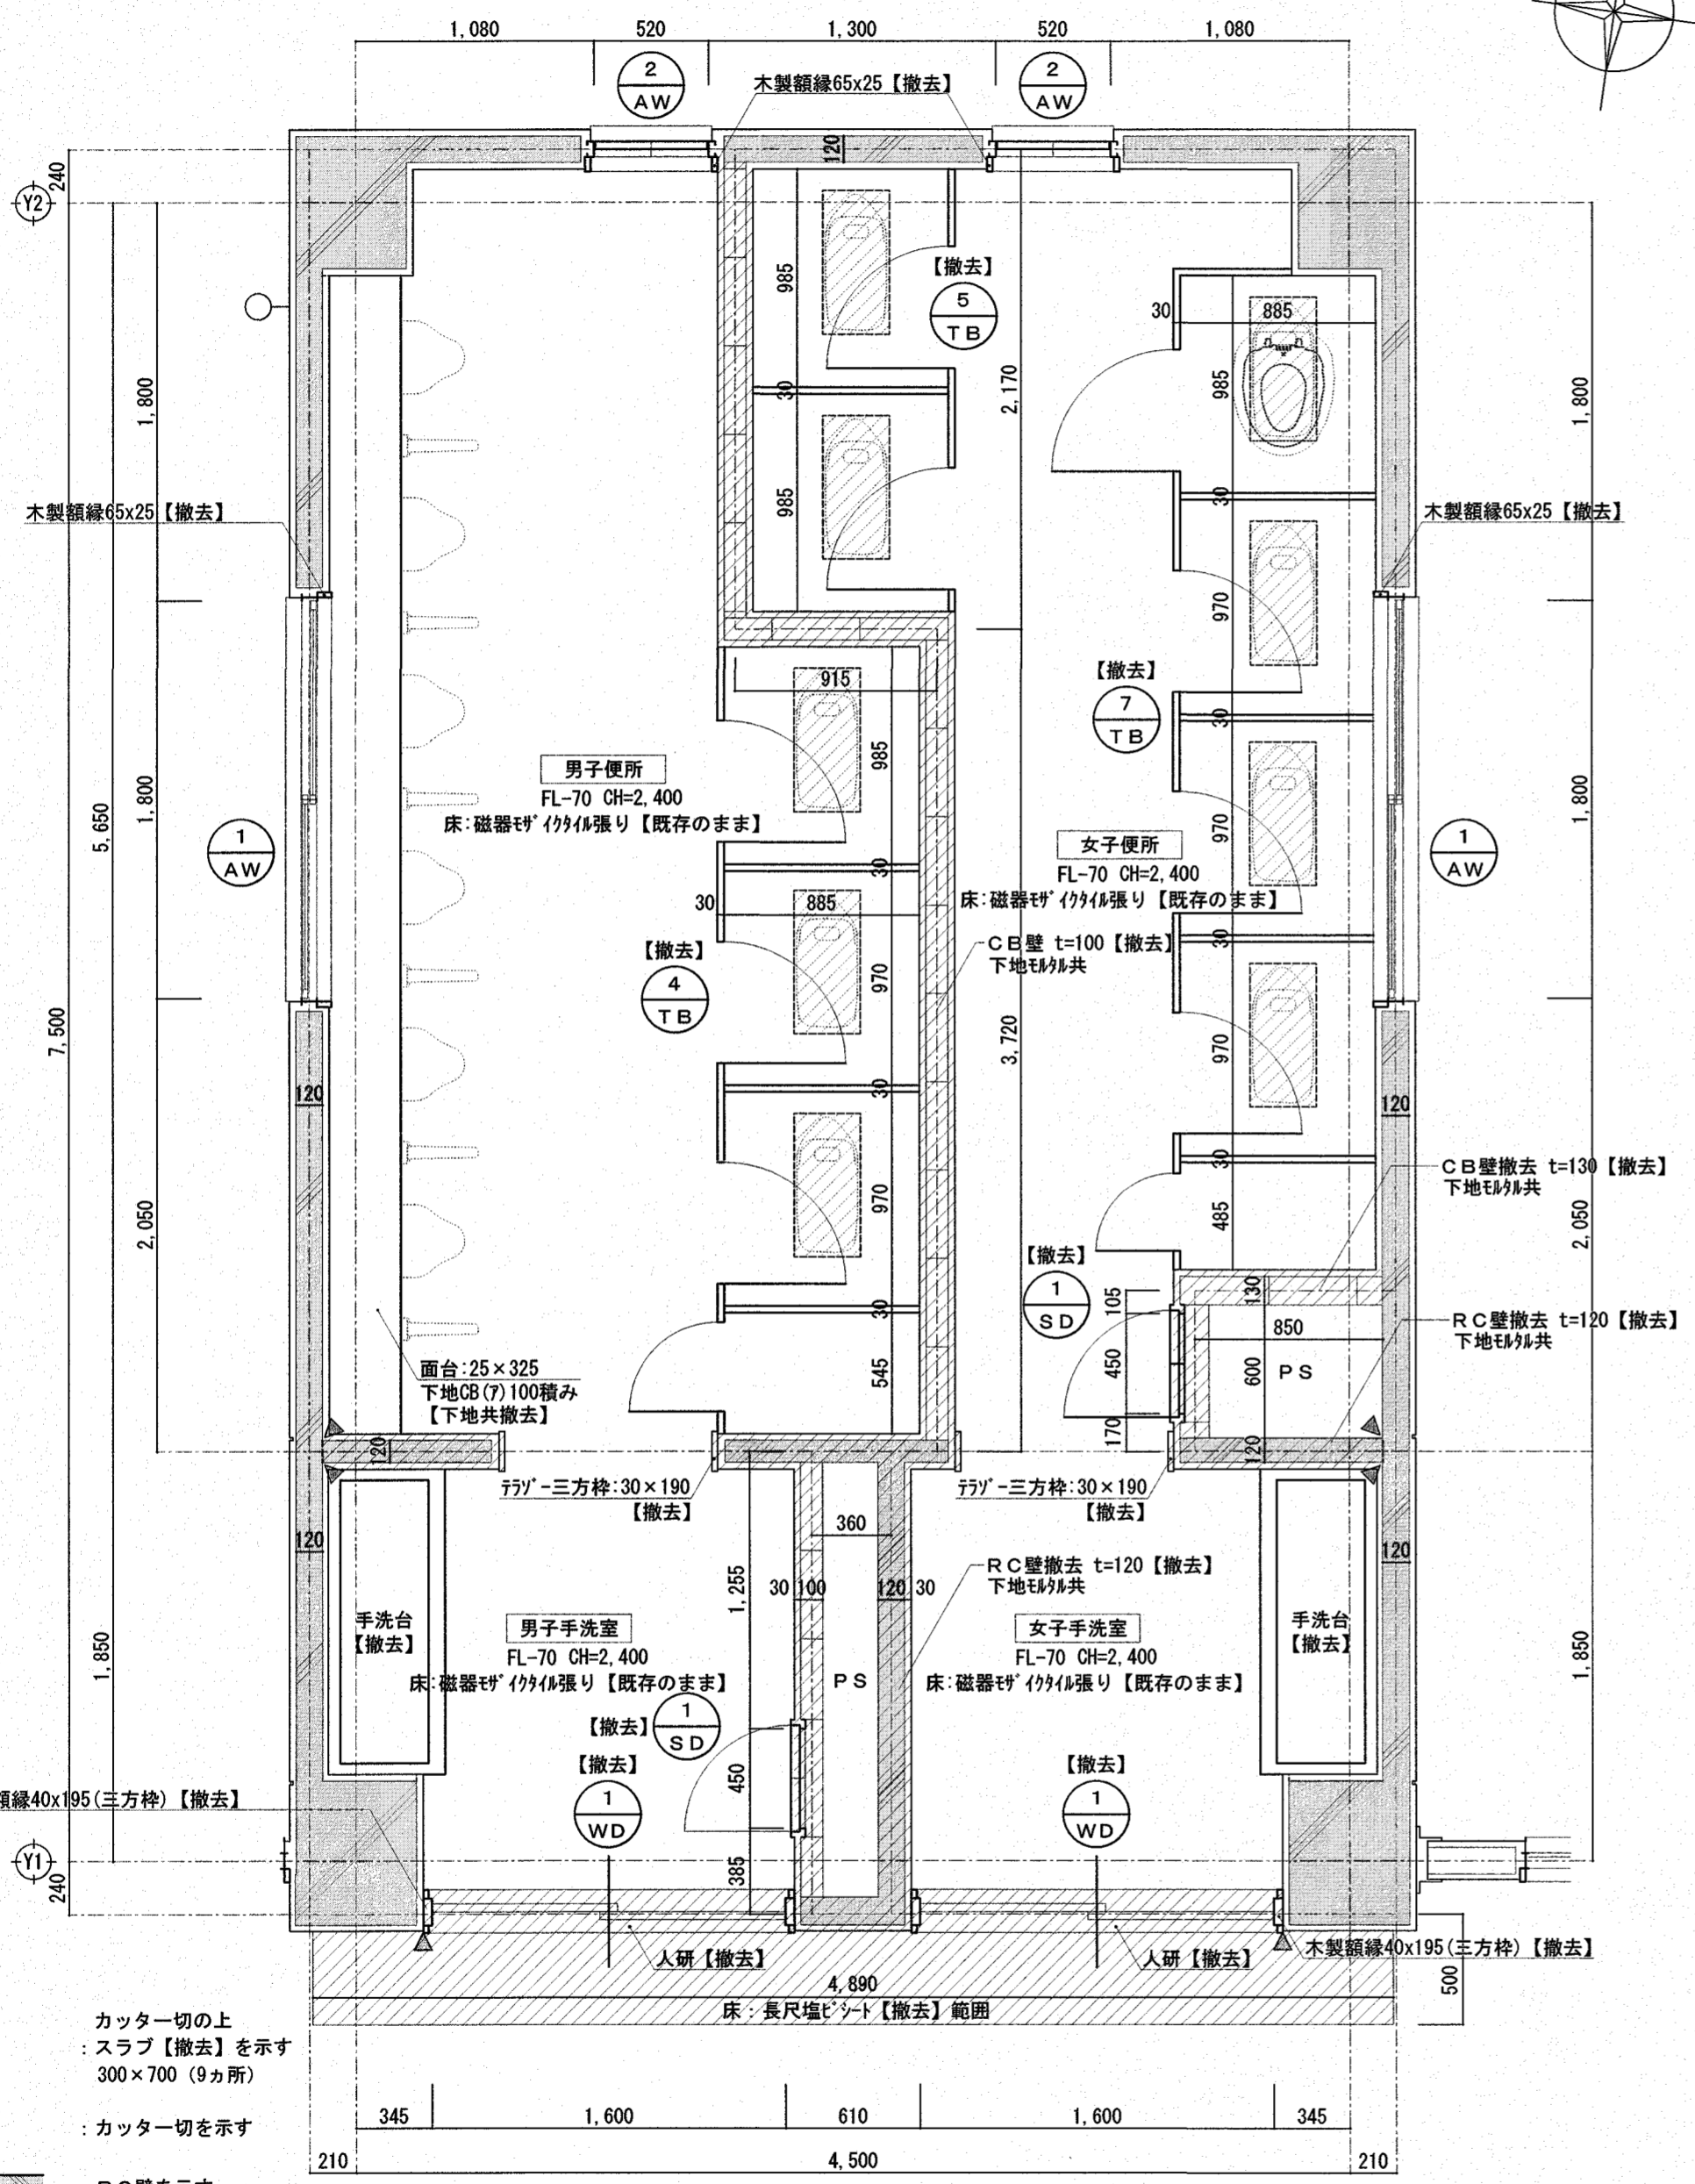 1,080
520
1,300
520
1,080
2
AW
2
AW
木製額縁65x25【撤去】
240
Y2
120
985
【撤去】
5
TB
30
885
985
2,170
1,800
1,800
30
985
30
木製額縁65x25【撤去】
木製額縁65x25【撤去】
970
【撤去】
7
TB
30
915
985
男子便所
FL-70 CH=2,400
床:磁器ﾓｻﾞｲｸﾀｲﾙ張り【既存のまま】
1,800
5,650
1,800
1
AW
970
女子便所
FL-70 CH=2,400
床:磁器ﾓｻﾞｲｸﾀｲﾙ張り【既存のまま】
1
AW
30
30
885
30
CB壁 t=100【撤去】
下地ﾓﾙﾀﾙ共
【撤去】
4
TB
970
7,500
3,720
970
30
120
120
30
CB壁撤去 t=130【撤去】
下地ﾓﾙﾀﾙ共
970
485
2,050
2,050
【撤去】
1
SD
105
130
30
850
RC壁撤去 t=120【撤去】
下地ﾓﾙﾀﾙ共
面台:25×325
下地CB(ｱ)100積み
【下地共撤去】
545
450
600
PS
170
120
120
ﾃﾗｿﾞｰ三方枠:30×190
【撤去】
ﾃﾗｿﾞｰ三方枠:30×190
【撤去】
360
120
120
1,255
30
100
120
30
RC壁撤去 t=120【撤去】
下地ﾓﾙﾀﾙ共
手洗台
【撤去】
男子手洗室
FL-70 CH=2,400
床:磁器ﾓｻﾞｲｸﾀｲﾙ張り【既存のまま】
PS
女子手洗室
FL-70 CH=2,400
床:磁器ﾓｻﾞｲｸﾀｲﾙ張り【既存のまま】
手洗台
【撤去】
1,850
1,850
【撤去】
1
SD
【撤去】
1
WD
450
【撤去】
1
WD
額縁40x195(三方枠)【撤去】
Y1
240
385
人研【撤去】
人研【撤去】
木製額縁40x195(三方枠)【撤去】
500
4,890
床:長尺塩ﾋﾞｼｰﾄ【撤去】範囲
カッター切の上
:スラブ【撤去】を示す
300×700(9ヵ所)
:カッター切を示す
345
1,600
610
1,600
345
210
4,500
210